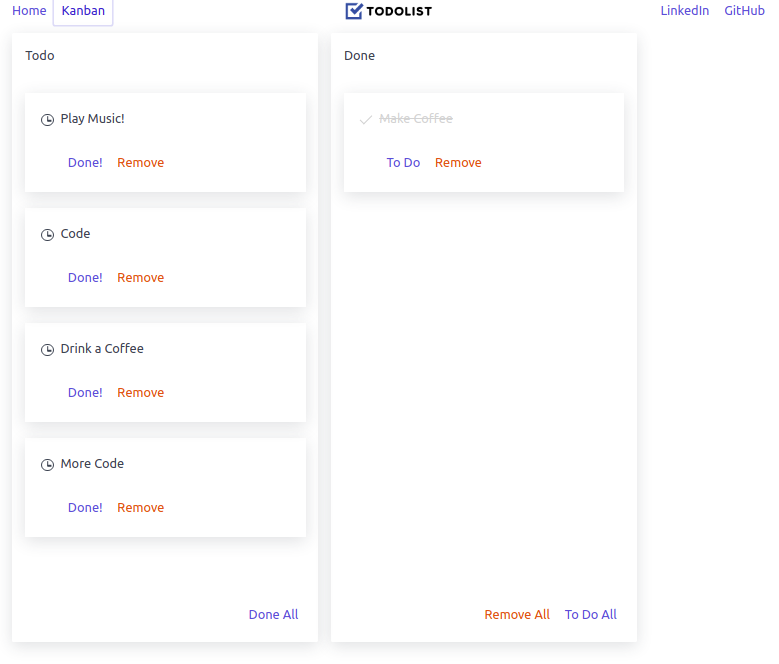 Home Kanban TODOLIST LinkedIn GitHub
Todo
Play Music!
Done! Remove
Code
Done! Remove
Drink a Coffee
Done! Remove
More Code
Done! Remove
Done All
Done
Make Coffee
To Do Remove
Remove All To Do All